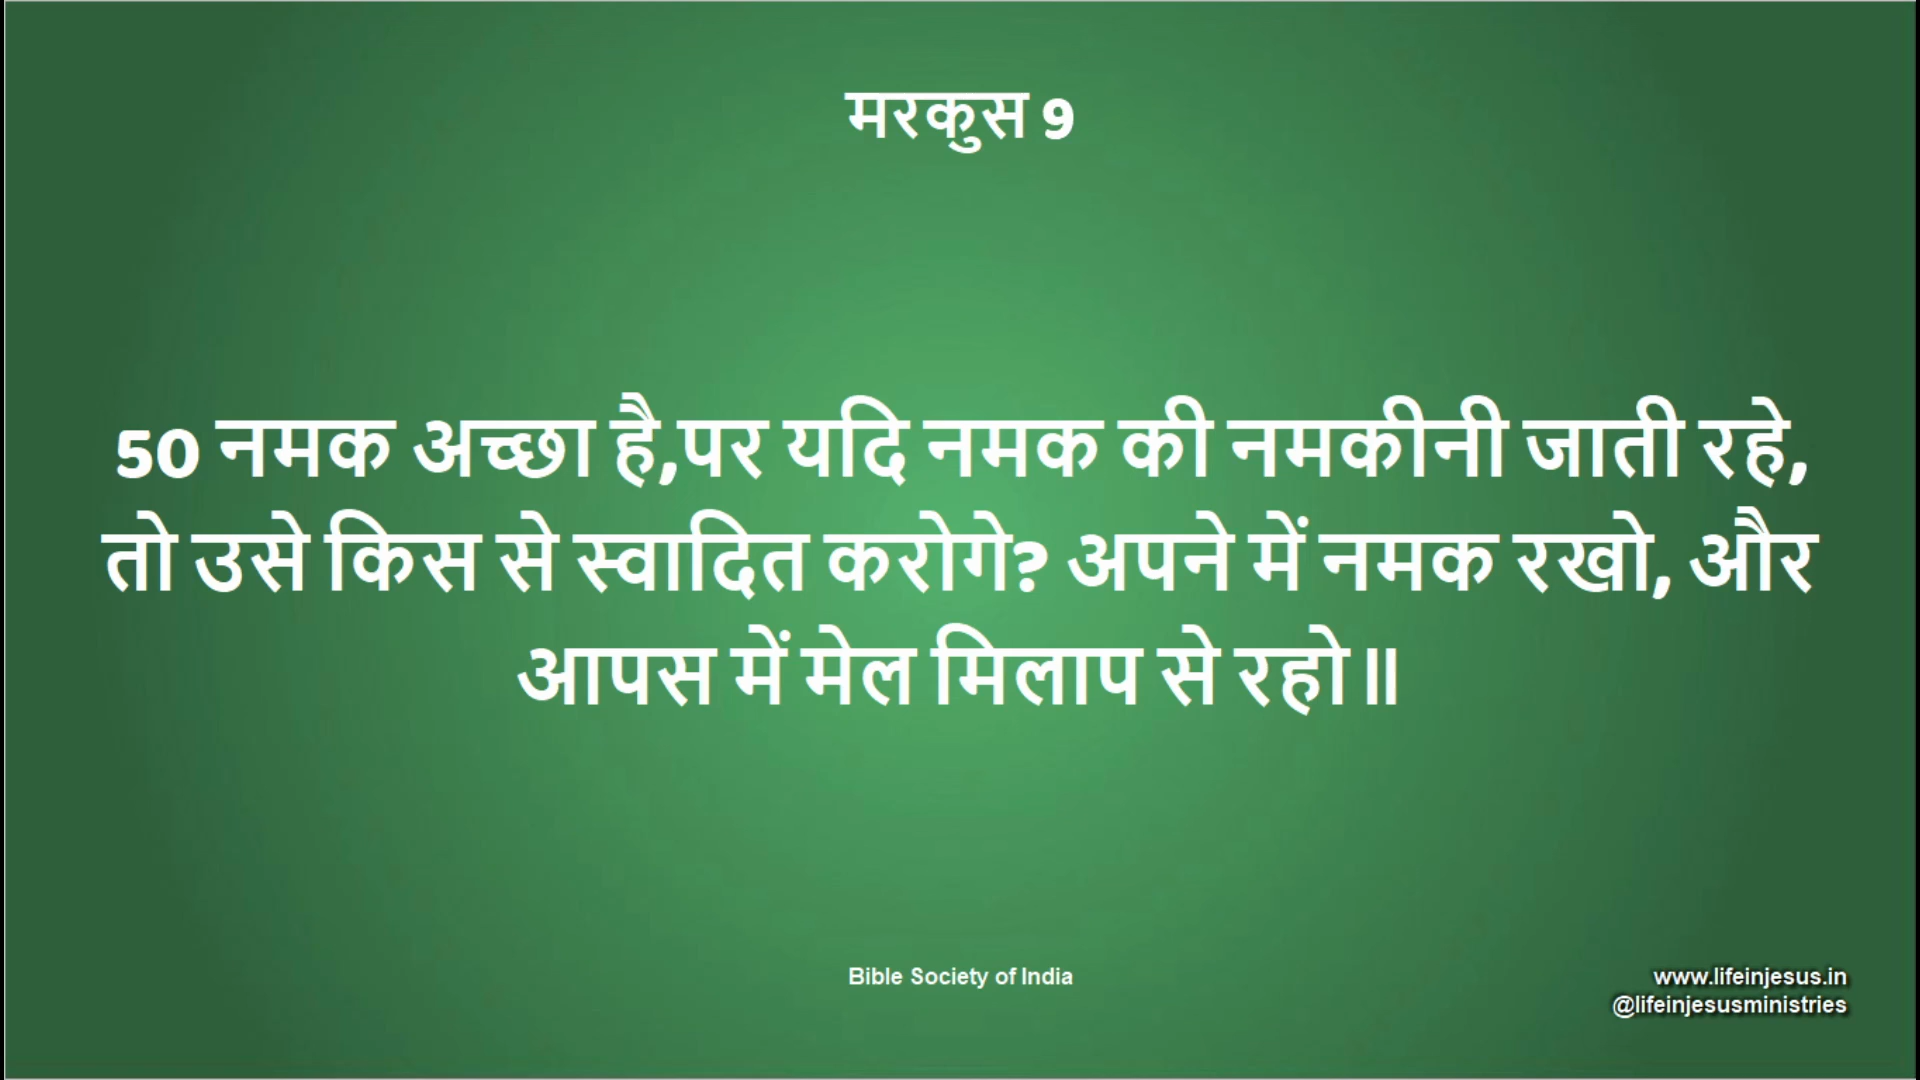 मरकुस 9
50 नमक अच्छा है,पर यदि नमक की नमकीनी जाती रहे,
तो उसे किस से स्वादित करोगे? अपने में नमक रखो, और
आपस में मेल मिलाप से रहो॥
Bible Society of India
www.lifeinjesus.in
@lifeinjesusministries